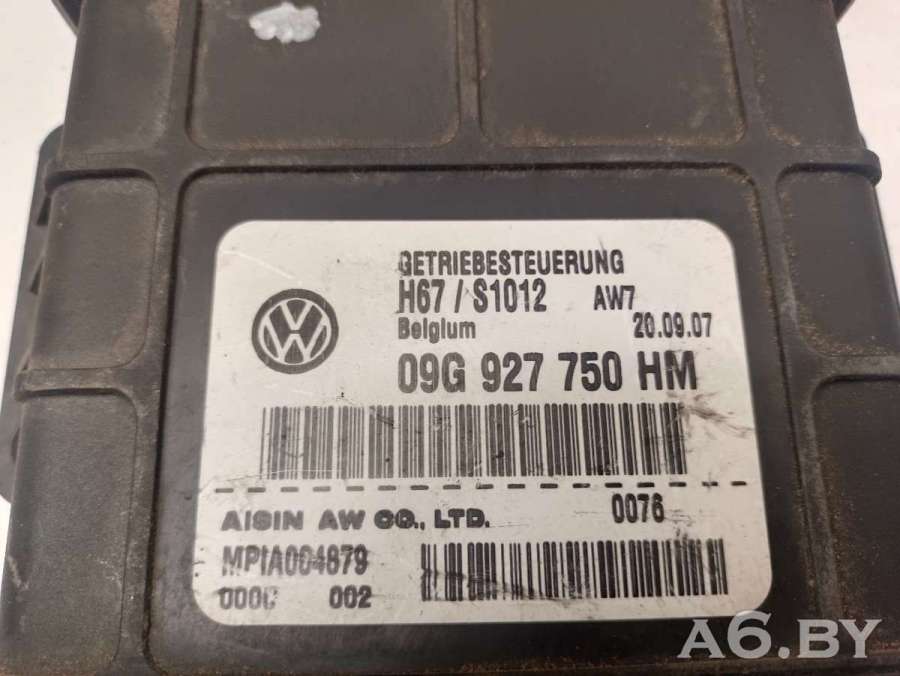 GETRIEBESTEUERUNG
H67 / S1012 AW7
Belgium 20.09.07
09G 927 750 HM
AISIN AW CO., LTD. 0076
MPIA004879
002
A6.BY